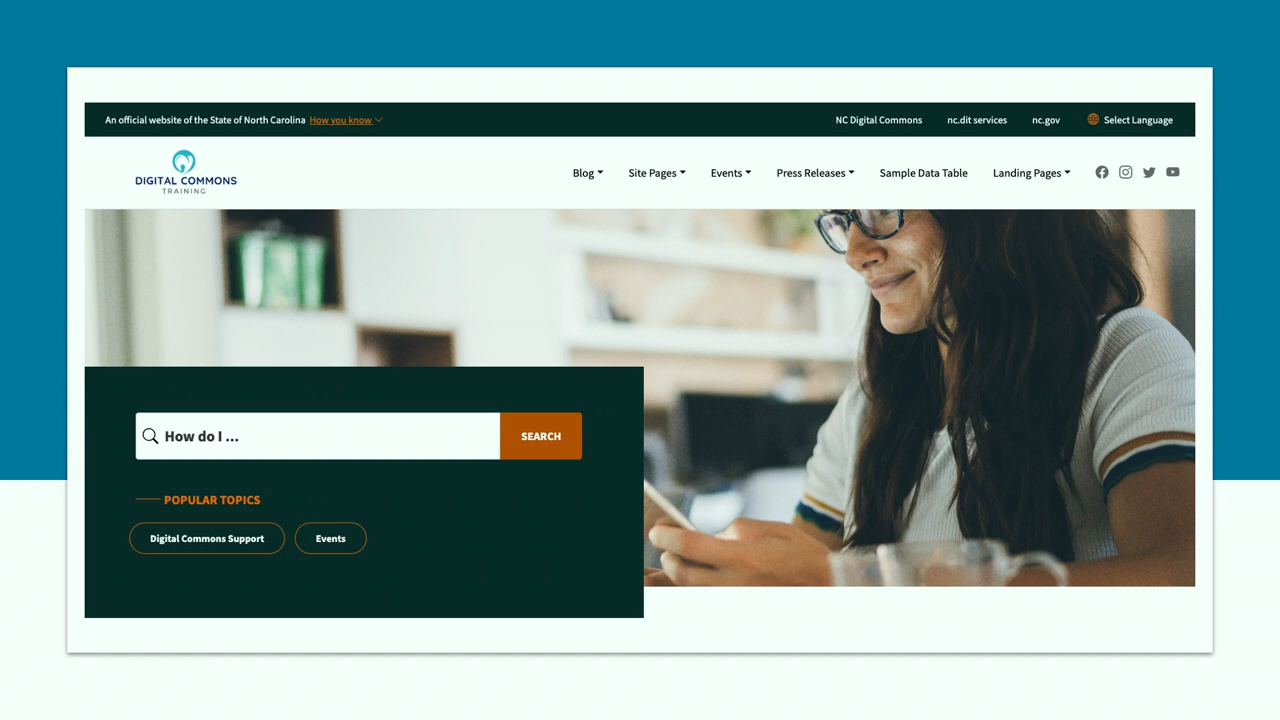 An official website of the State of North Carolina How you know
NC Digital Commons nc.dit services nc.gov Select Language
DIGITAL COMMONS
TRAINING
Blog Site Pages Events Press Releases Sample Data Table Landing Pages
How do I ...
SEARCH
POPULAR TOPICS
Digital Commons Support Events